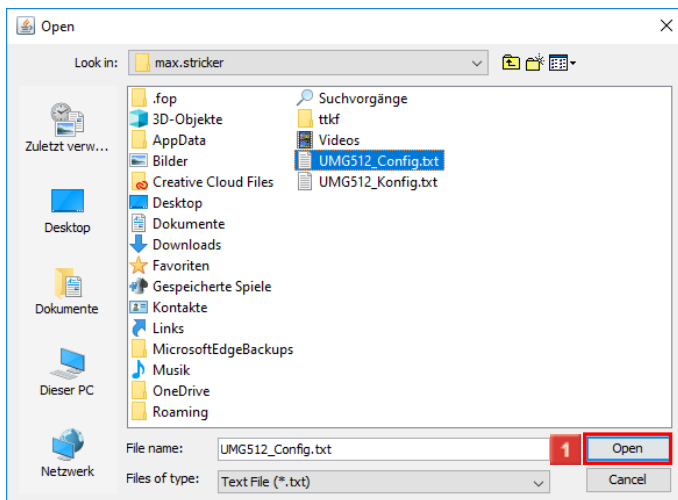 Open
Look in:
max.stricker
Zuletzt verw...
Desktop
Dokumente
Dieser PC
Netzwerk
.fop
3D-Objekte
AppData
Bilder
Creative Cloud Files
Desktop
Dokumente
Downloads
Favoriten
Gespeicherte Spiele
Kontakte
Links
MicrosoftEdgeBackups
Musik
OneDrive
Roaming
Suchvorgänge
ttkf
Videos
UMG512_Config.txt
UMG512_Konfig.txt
File name:
UMG512_Config.txt
1
Open
Files of type:
Text File (*.txt)
Cancel